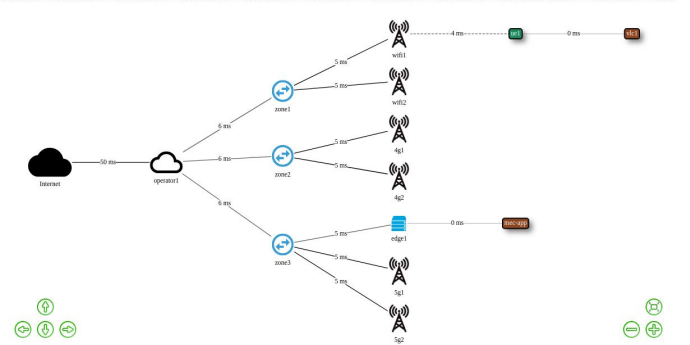 wifi1
4 ms
ue1
0 ms
vlc1
5 ms
5 ms
wifi2
zone1
6 ms
5 ms
4g1
6 ms
zone2
5 ms
4g2
Internet
50 ms
operator1
6 ms
5 ms
edge1
0 ms
mec-app
zone3
5 ms
5g1
5 ms
5g2